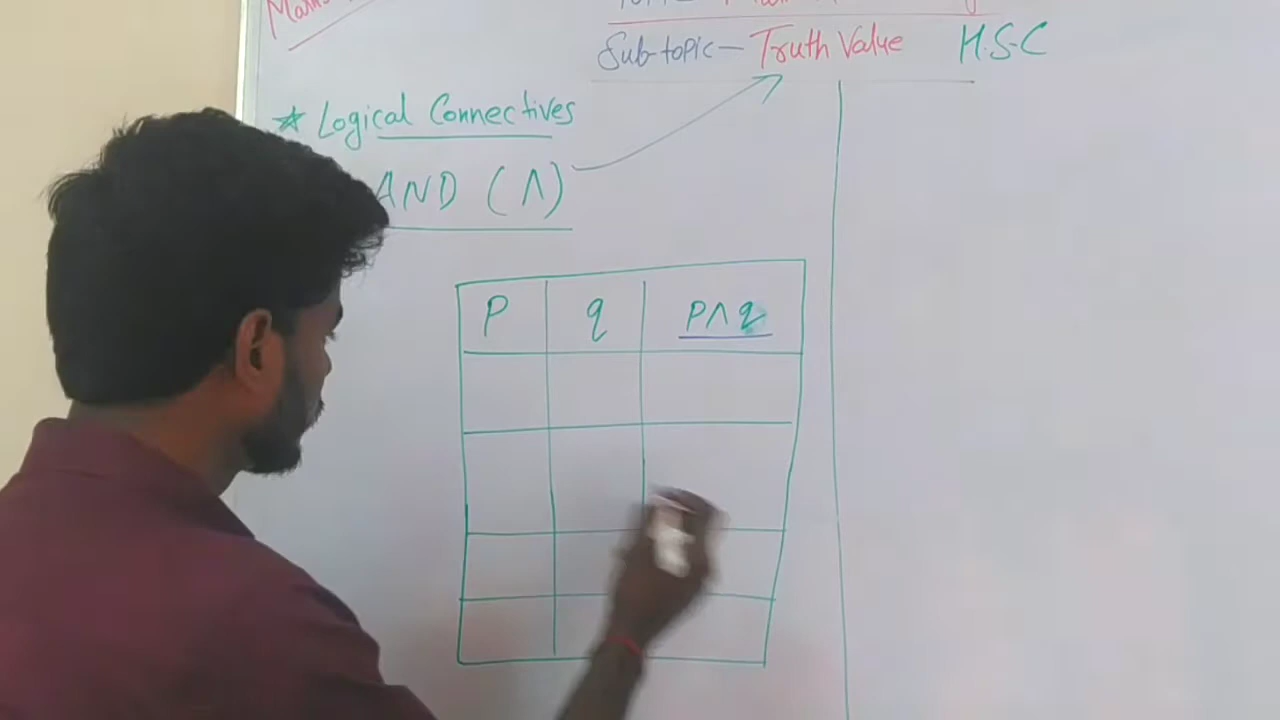 Sub-topic- Truth Value H.S-C
* Logical Connectives
AND (∧)
P q P∧q